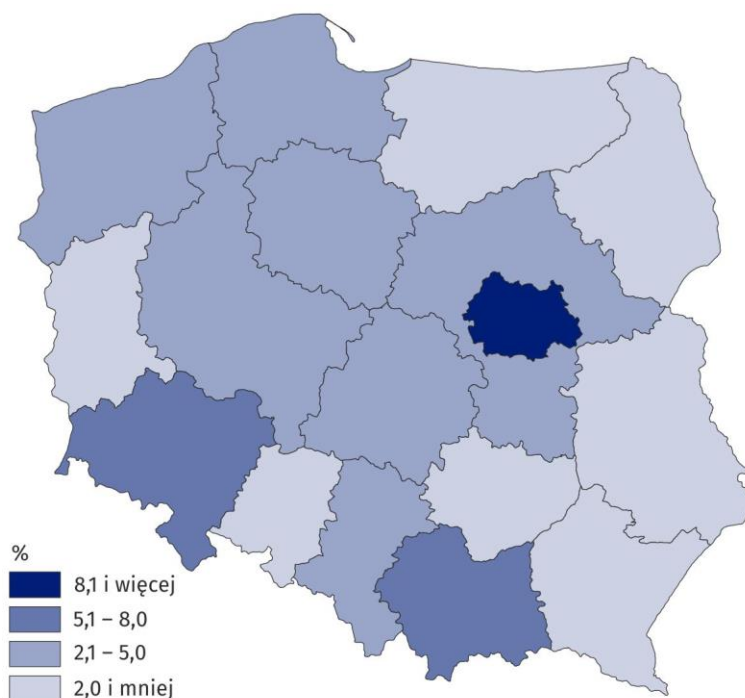 %
8,1 i więcej
5,1 – 8,0
2,1 – 5,0
2,0 i mniej